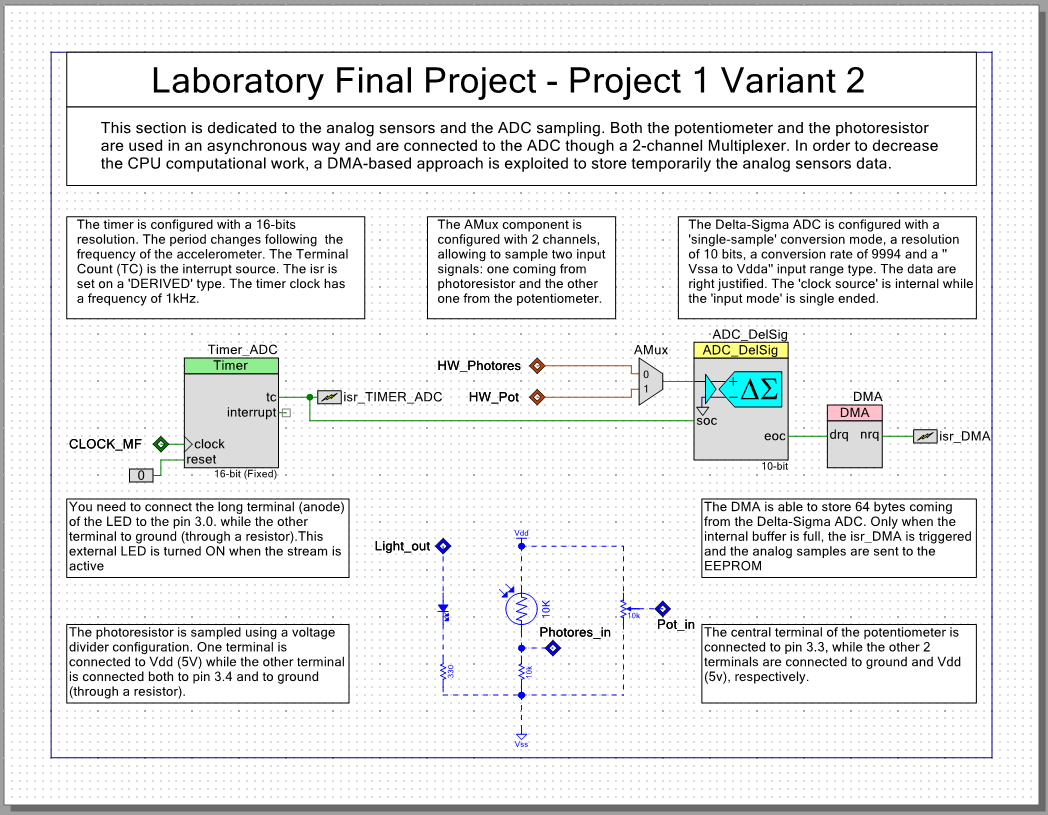 Laboratory Final Project - Project 1 Variant 2
This section is dedicated to the analog sensors and the ADC sampling. Both the potentiometer and the photoresistor
are used in an asynchronous way and are connected to the ADC though a 2-channel Multiplexer. In order to decrease
the CPU computational work, a DMA-based approach is exploited to store temporarily the analog sensors data.
The timer is configured with a 16-bits
resolution. The period changes following  the
frequency of the accelerometer. The Terminal
Count (TC) is the interrupt source. The isr is
set on a 'DERIVED' type. The timer clock has
a frequency of 1kHz.
The AMux component is
configured with 2 channels,
allowing to sample two input
signals: one coming from
photoresistor and the other
one from the potentiometer.
The Delta-Sigma ADC is configured with a
'single-sample' conversion mode, a resolution
of 10 bits, a conversion rate of 9994 and a "
Vssa to Vdda" input range type. The data are
right justified. The 'clock source' is internal while
the 'input mode' is single ended.
Timer_ADC
Timer
tc
interrupt
clock
reset
16-bit (Fixed)
CLOCK_MF
0
isr_TIMER_ADC
HW_Photores
HW_Pot
AMux
0
1
ADC_DelSig
ADC_DelSig
+
−
ΔΣ
soc
eoc
10-bit
DMA
DMA
drq nrq
isr_DMA
You need to connect the long terminal (anode)
of the LED to the pin 3.0. while the other
terminal to ground (through a resistor).This
external LED is turned ON when the stream is
active
The photoresistor is sampled using a voltage
divider configuration. One terminal is
connected to Vdd (5V) while the other terminal
is connected both to pin 3.4 and to ground
(through a resistor).
Light_out
330
Vdd
10K
Photores_in
10k
Vss
10k
Pot_in
The DMA is able to store 64 bytes coming
from the Delta-Sigma ADC. Only when the
internal buffer is full, the isr_DMA is triggered
and the analog samples are sent to the
EEPROM
The central terminal of the potentiometer is
connected to pin 3.3, while the other 2
terminals are connected to ground and Vdd
(5v), respectively.